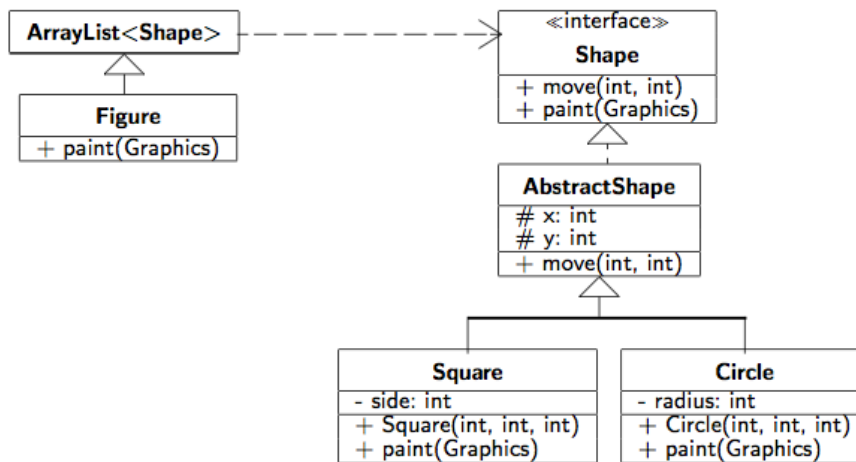 ArrayList<Shape>
Figure
+ paint(Graphics)
≪interface≫
Shape
+ move(int, int)
+ paint(Graphics)
AbstractShape
# x: int
# y: int
+ move(int, int)
Square
- side: int
+ Square(int, int, int)
+ paint(Graphics)
Circle
- radius: int
+ Circle(int, int, int)
+ paint(Graphics)